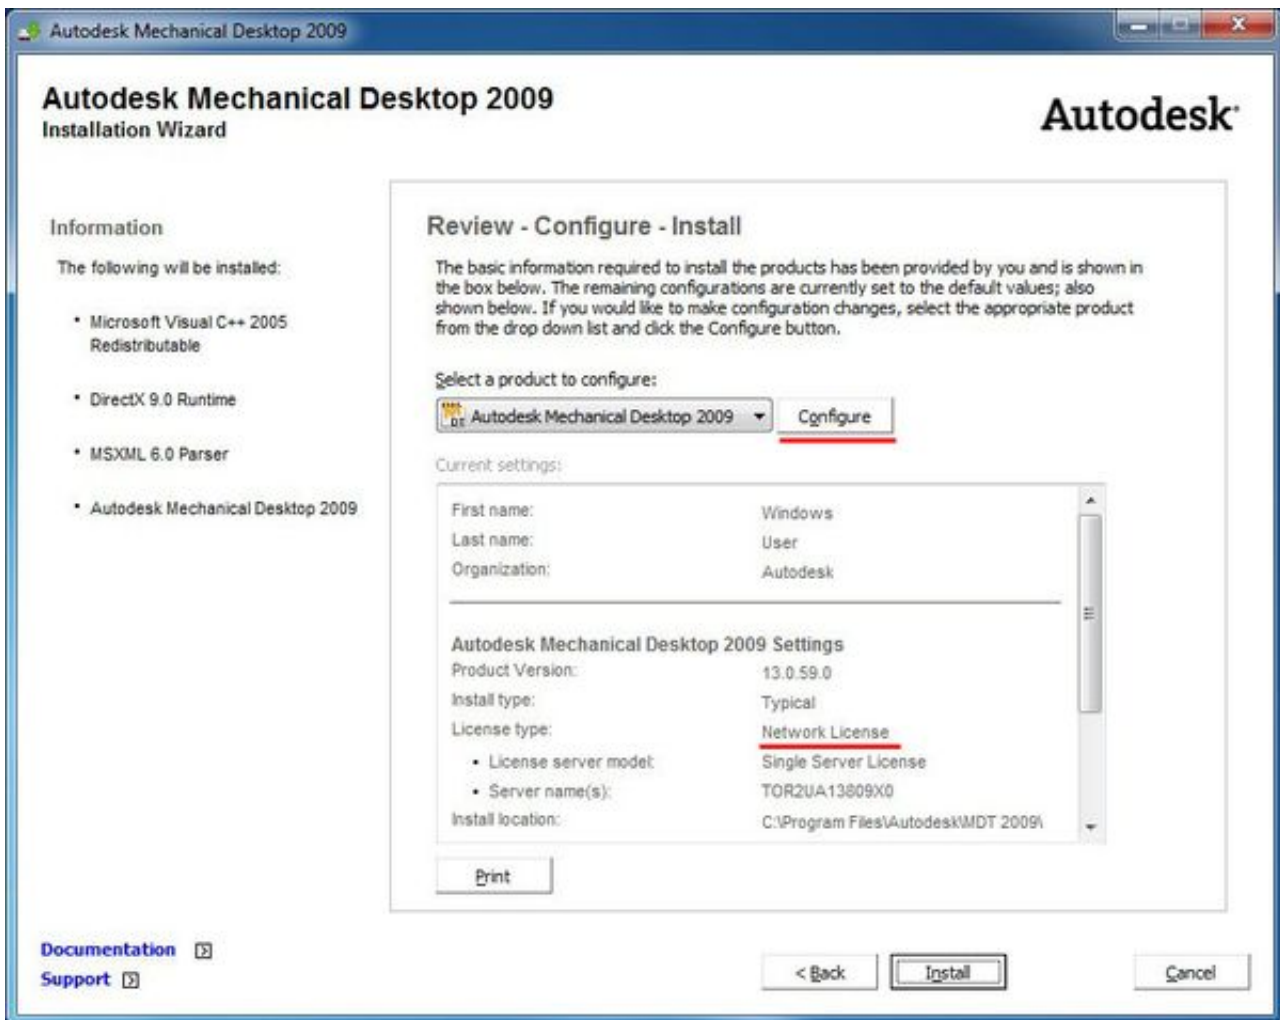 Autodesk Mechanical Desktop 2009
Autodesk Mechanical Desktop 2009
Installation Wizard
Autodesk
Information
The following will be installed:
• Microsoft Visual C++ 2005
Redistributable
• DirectX 9.0 Runtime
• MSXML 6.0 Parser
• Autodesk Mechanical Desktop 2009
Review - Configure - Install
The basic information required to install the products has been provided by you and is shown in
the box below. The remaining configurations are currently set to the default values; also
shown below. If you would like to make configuration changes, select the appropriate product
from the drop down list and click the Configure button.
Select a product to configure:
Autodesk Mechanical Desktop 2009
Configure
Current settings:
First name: Windows
Last name: User
Organization: Autodesk
Autodesk Mechanical Desktop 2009 Settings
Product Version: 13.0.59.0
Install type: Typical
License type: Network License
• License server model: Single Server License
• Server name(s): TOR2UA13809X0
Install location: C:\Program Files\Autodesk\MDT 2009\
Print
Documentation
Support
< Back
Install
Cancel